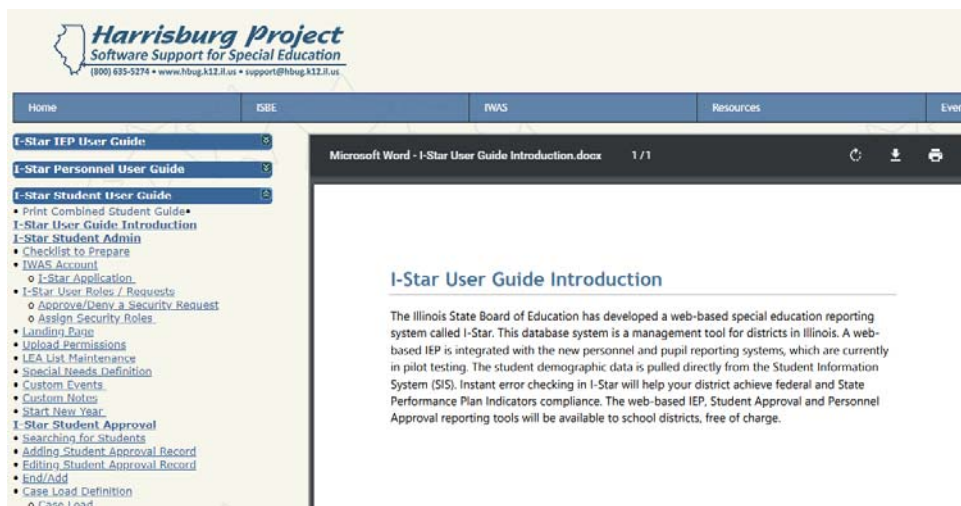 Harrisburg Project
Software Support for Special Education
(800) 635-5274 • www.hbug.k12.il.us • support@hbug.k12.il.us
Home ISBE IWAS Resources Even
I-Star IEP User Guide
I-Star Personnel User Guide
I-Star Student User Guide
• Print Combined Student Guide•
I-Star User Guide Introduction
I-Star Student Admin
• Checklist to Prepare
• IWAS Account
o I-Star Application
• I-Star User Roles / Requests
o Approve/Deny a Security Request
o Assign Security Roles
• Landing Page
• Upload Permissions
• LEA List Maintenance
• Special Needs Definition
• Custom Events
• Custom Notes
• Start New Year
I-Star Student Approval
• Searching for Students
• Adding Student Approval Record
• Editing Student Approval Record
• End/Add
• Case Load Definition
o Case Load
Microsoft Word - I-Star User Guide Introduction.docx 1 / 1
I-Star User Guide Introduction
The Illinois State Board of Education has developed a web-based special education reporting
system called I-Star. This database system is a management tool for districts in Illinois. A web-
based IEP is integrated with the new personnel and pupil reporting systems, which are currently
in pilot testing. The student demographic data is pulled directly from the Student Information
System (SIS). Instant error checking in I-Star will help your district achieve federal and State
Performance Plan Indicators compliance. The web-based IEP, Student Approval and Personnel
Approval reporting tools will be available to school districts, free of charge.